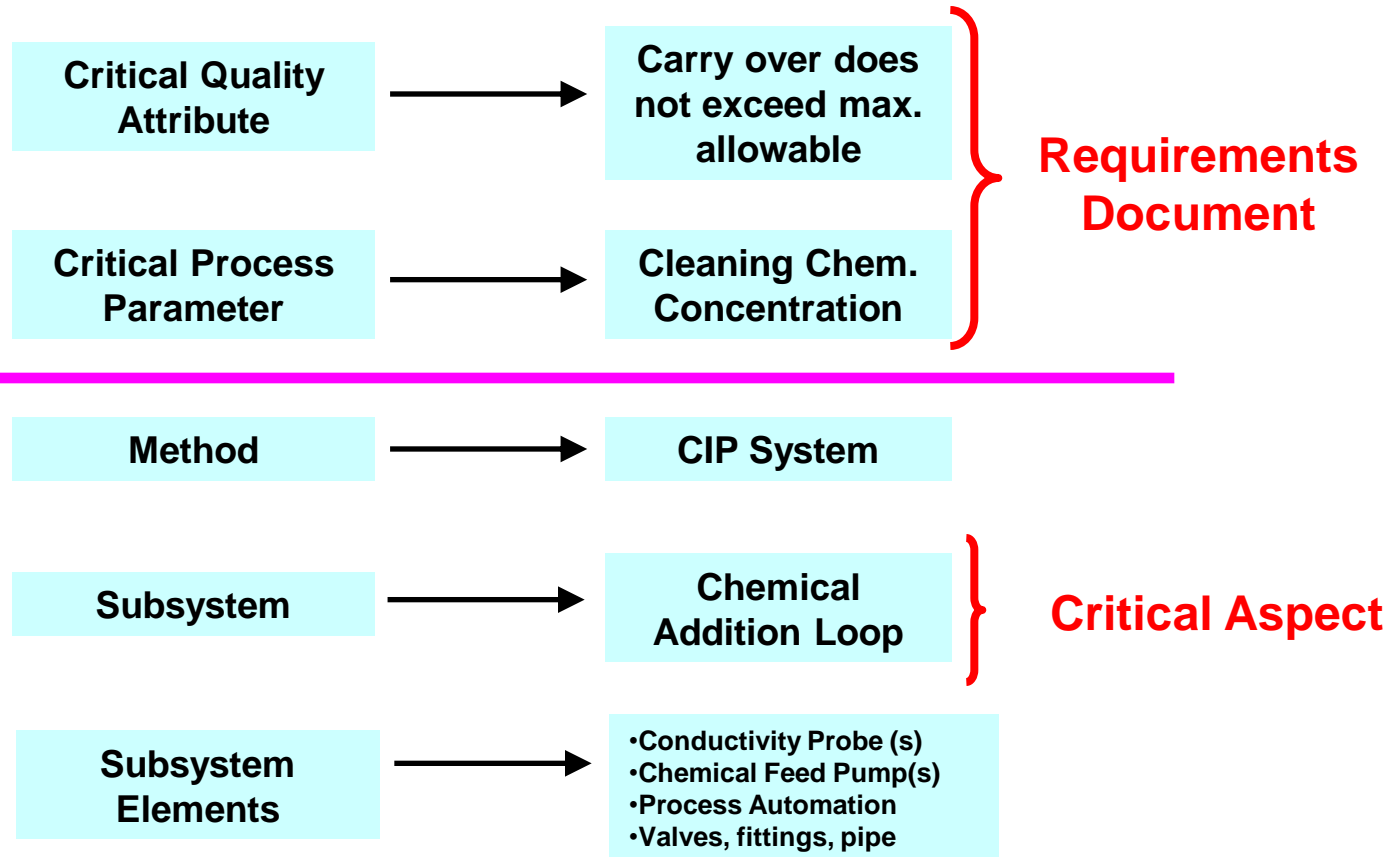 Critical Quality
Attribute
Carry over does
not exceed max.
allowable
Requirements
Document
Critical Process
Parameter
Cleaning Chem.
Concentration
Method
CIP System
Subsystem
Chemical
Addition Loop
Critical Aspect
Subsystem
Elements
•Conductivity Probe (s)
•Chemical Feed Pump(s)
•Process Automation
•Valves, fittings, pipe